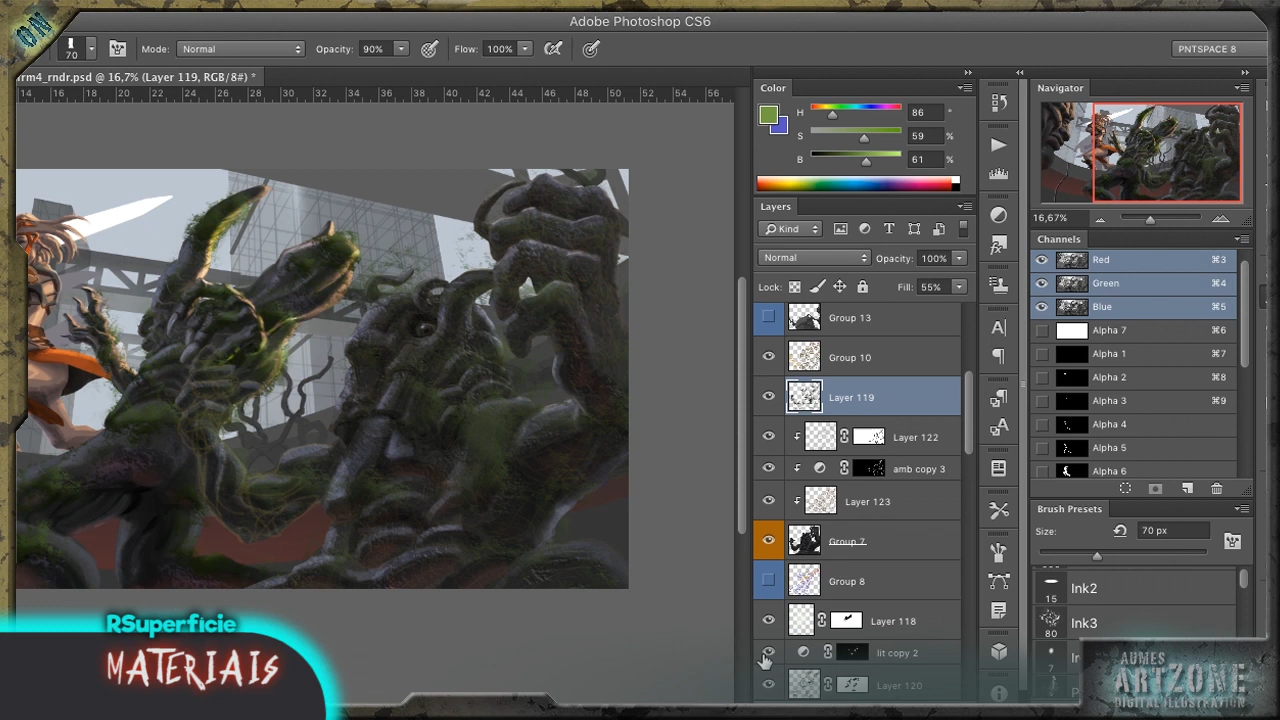 ON
Adobe Photoshop CS6
70
Mode: Normal
Opacity: 90%
Flow: 100%
PNTSPACE 8
rm4_rndr.psd @ 16,7% (Layer 119, RGB/8#) *
14 16 18 20 22 24 26 28 30 32 34 36 38 40 42 44 46 48 50 52 54 56
Color
H 86 °
S 59 %
B 61 %
Layers
Kind
Normal
Opacity: 100%
Lock:
Fill: 55%
Group 13
Group 10
Layer 119
Layer 122
amb copy 3
Layer 123
Group 7
Group 8
Layer 118
lit copy 2
Layer 120
Navigator
16,67%
Channels
Red ⌘3
Green ⌘4
Blue ⌘5
Alpha 7 ⌘6
Alpha 1 ⌘7
Alpha 2 ⌘8
Alpha 3 ⌘9
Alpha 4
Alpha 5
Alpha 6
Brush Presets
Size: 70 px
Ink2
15
Ink3
80
7
RSuperfície
MATERIAIS
AUMES
ARTZONE
DIGITAL ILLUSTRATION